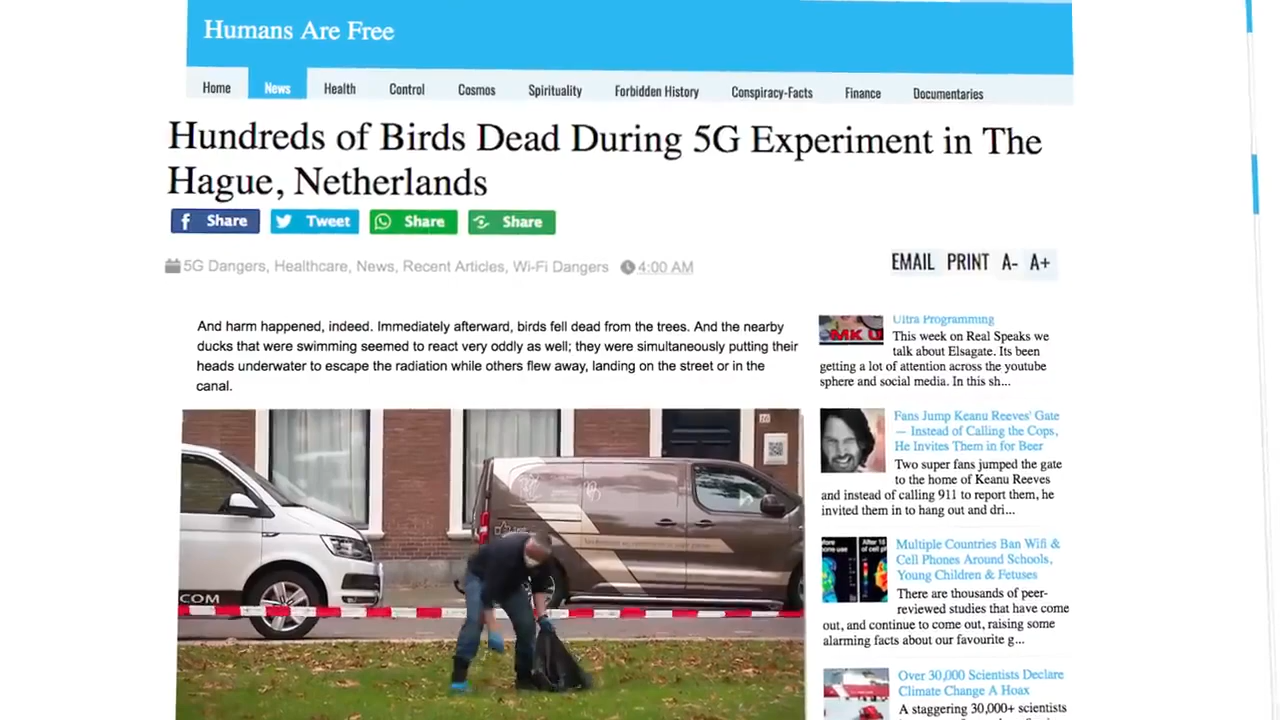 Humans Are Free
Home News Health Control Cosmos Spirituality Forbidden History Conspiracy-Facts Finance Documentaries
Hundreds of Birds Dead During 5G Experiment in The
Hague, Netherlands
Share Tweet Share Share
5G Dangers, Healthcare, News, Recent Articles, Wi-Fi Dangers 4:00 AM
EMAIL PRINT A- A+
And harm happened, indeed. Immediately afterward, birds fell dead from the trees. And the nearby
ducks that were swimming seemed to react very oddly as well; they were simultaneously putting their
heads underwater to escape the radiation while others flew away, landing on the street or in the
canal.
COM
MK U
Ultra Programming
This week on Real Speaks we
talk about Elsagate. Its been
getting a lot of attention across the youtube
sphere and social media. In this sh...
Fans Jump Keanu Reeves' Gate
— Instead of Calling the Cops,
He Invites Them in for Beer
Two super fans jumped the gate
to the home of Keanu Reeves
and instead of calling 911 to report them, he
invited them in to hang out and dri...
Multiple Countries Ban Wifi &
Cell Phones Around Schools,
Young Children & Fetuses
There are thousands of peer-
reviewed studies that have come
out, and continue to come out, raising some
alarming facts about our favourite g...
Over 30,000 Scientists Declare
Climate Change A Hoax
A staggering 30,000+ scientists